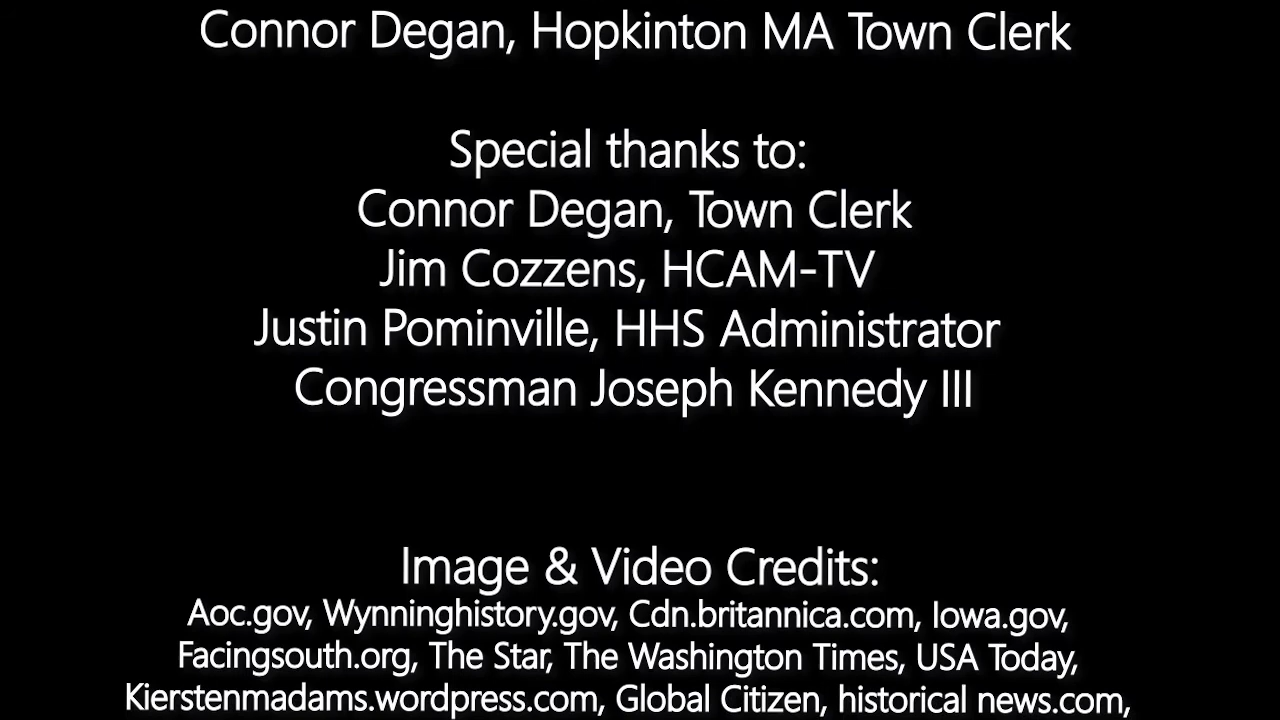 Connor Degan, Hopkinton MA Town Clerk
Special thanks to:
Connor Degan, Town Clerk
Jim Cozzens, HCAM-TV
Justin Pominville, HHS Administrator
Congressman Joseph Kennedy III
Image & Video Credits:
Aoc.gov, Wynninghistory.gov, Cdn.britannica.com, Iowa.gov,
Facingsouth.org, The Star, The Washington Times, USA Today,
Kierstenmadams.wordpress.com, Global Citizen, historical news.com,